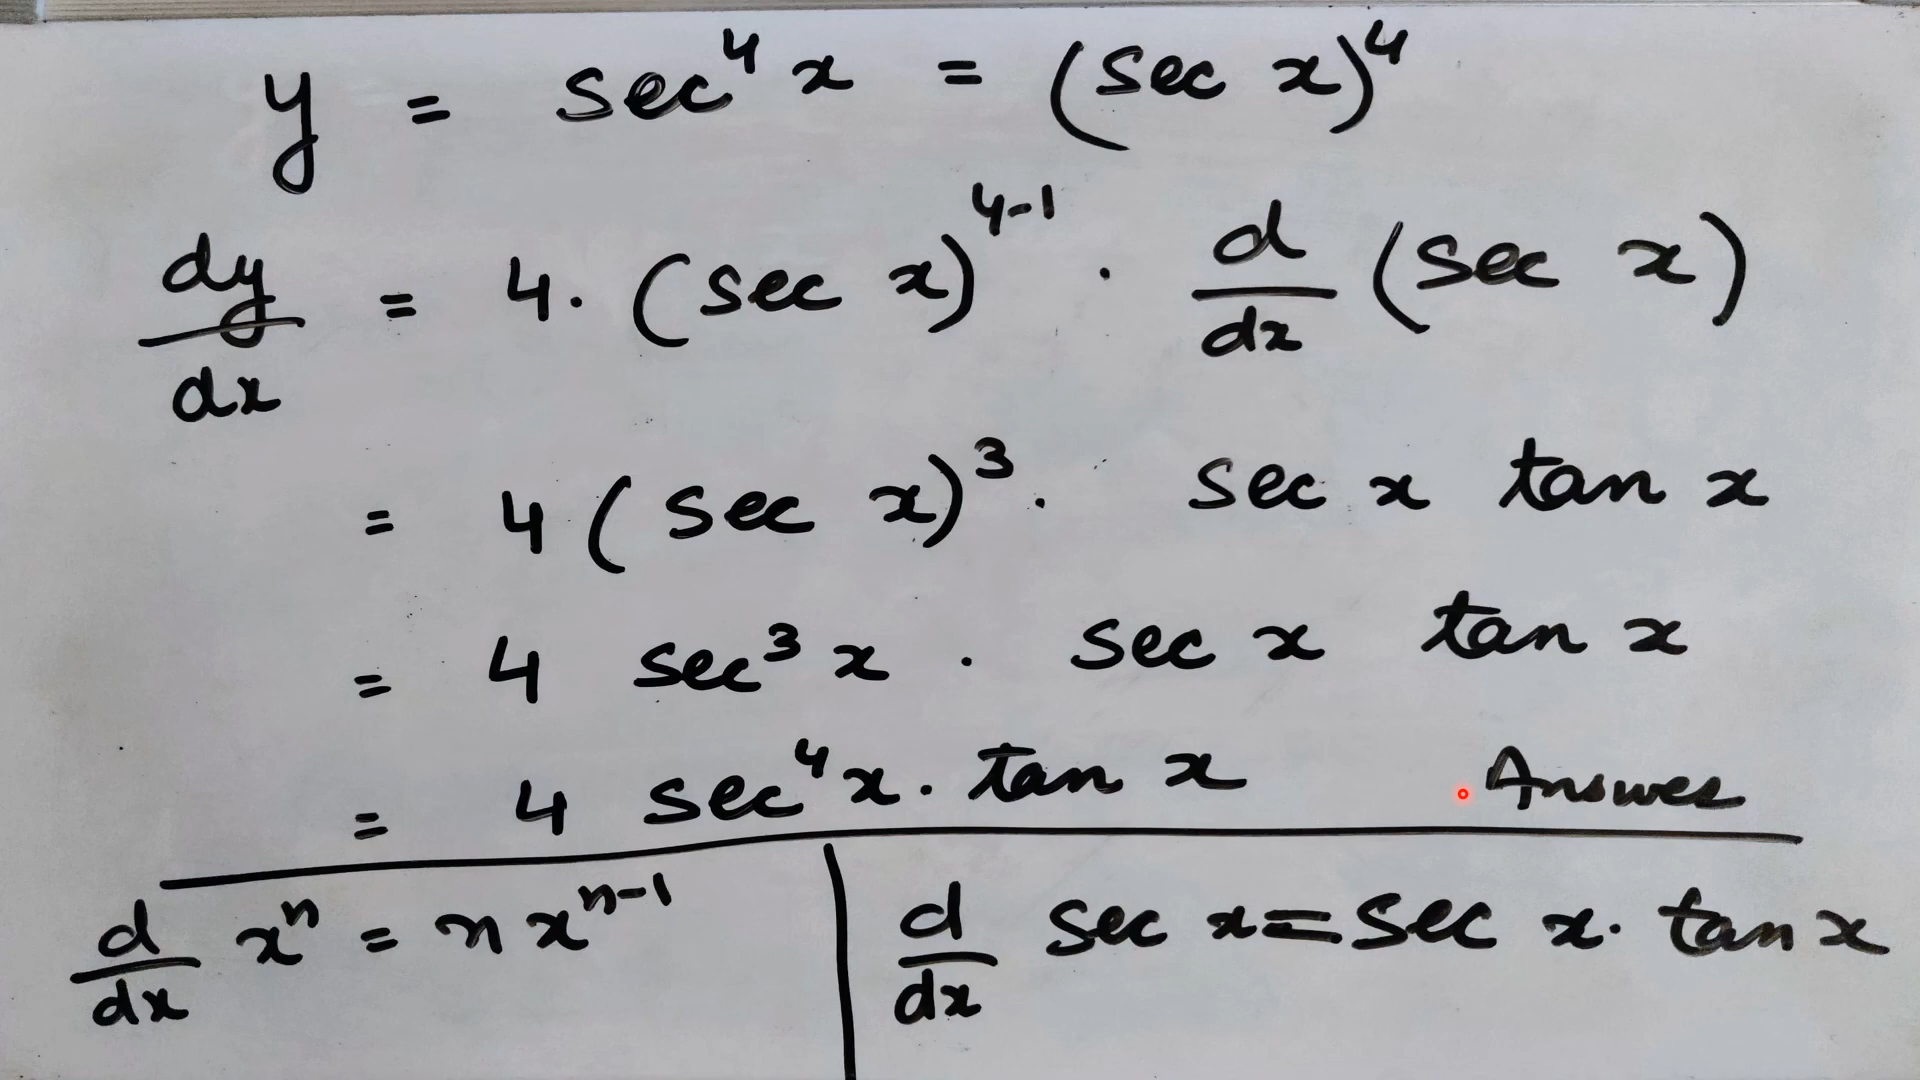 y = sec⁴ x = (sec x)⁴
dy/dx = 4. (sec x)⁴⁻¹ . d/dx (sec x)
= 4 (sec x)³. sec x tan x
= 4 sec³ x . sec x tan x
= 4 sec⁴ x. tan x . Answer
d/dx xⁿ = n xⁿ⁻¹
d/dx sec x = sec x. tan x